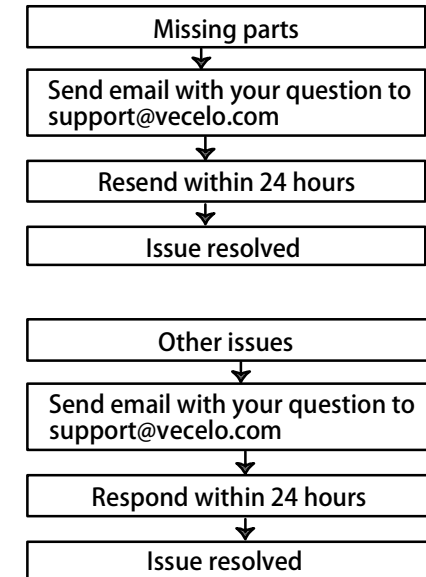 Missing parts
Send email with your question to
support@vecelo.com
Resend within 24 hours
Issue resolved
Other issues
Send email with your question to
support@vecelo.com
Respond within 24 hours
Issue resolved